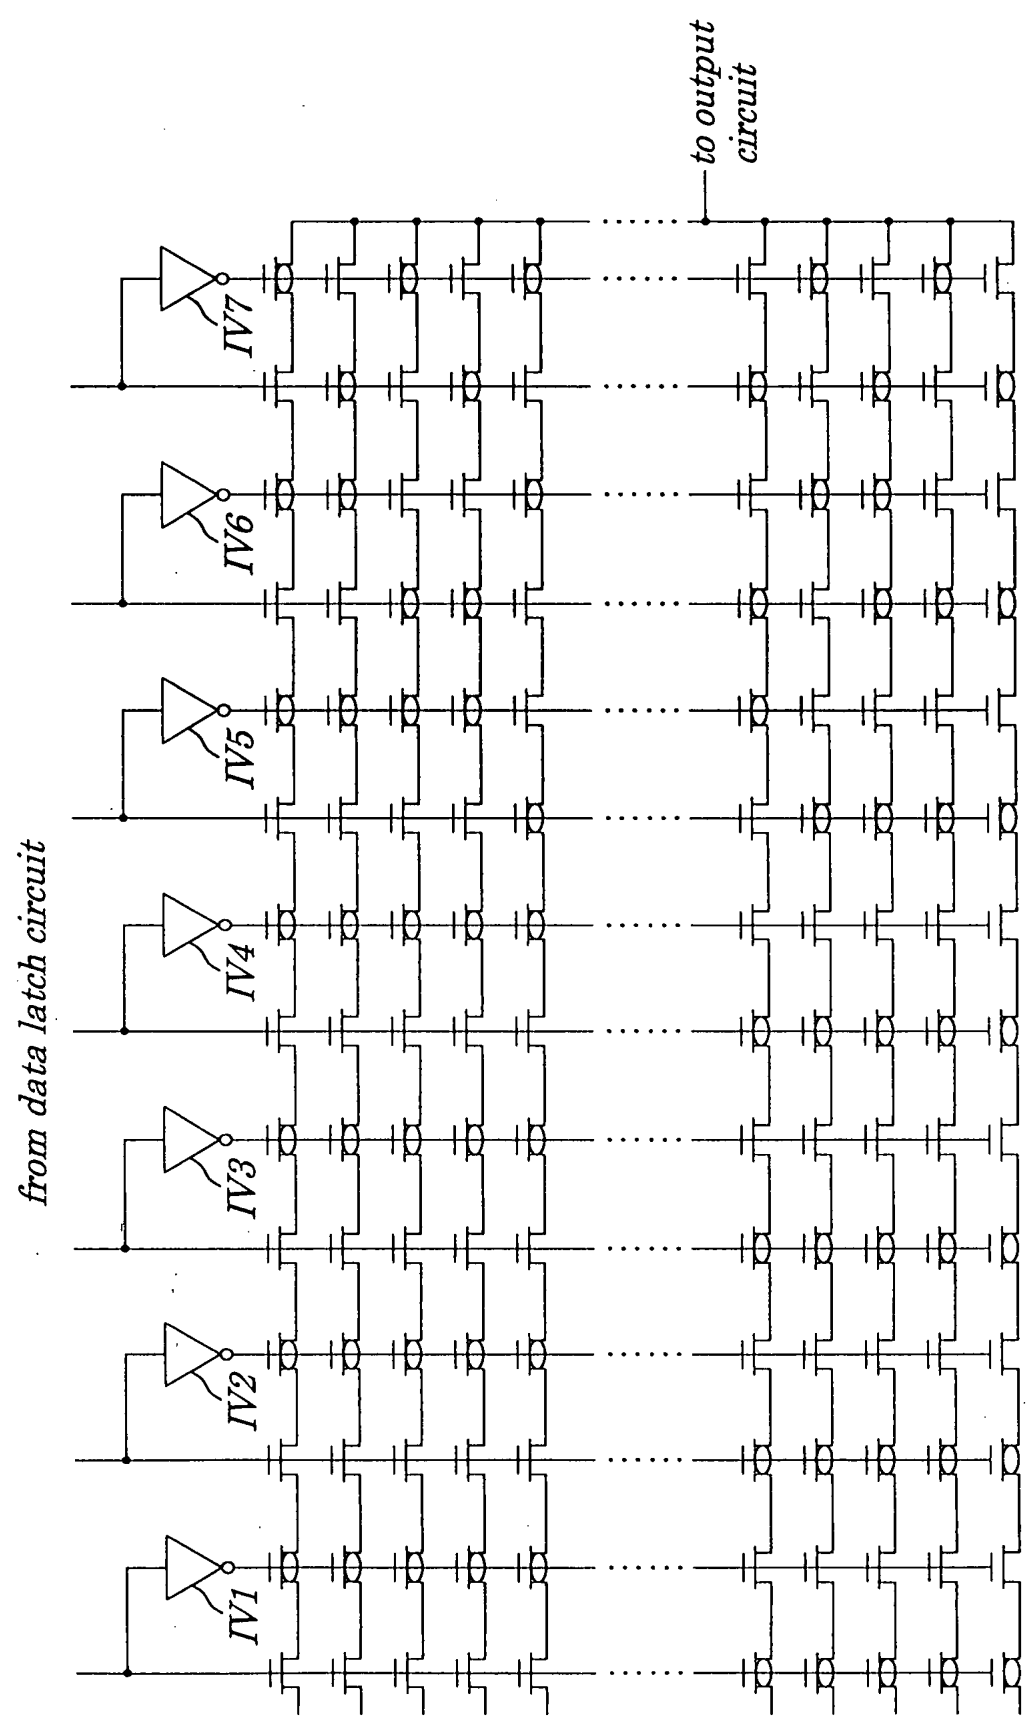 from data latch circuit
IV1
IV2
IV3
IV4
IV5
IV6
IV7
to output
circuit